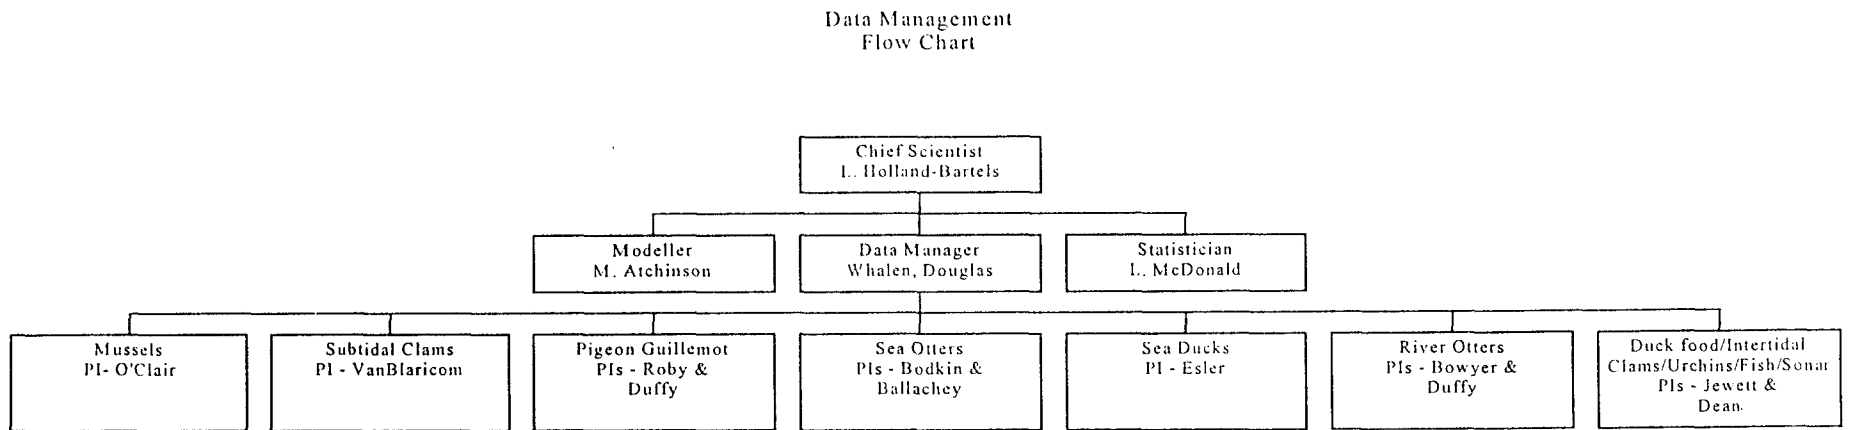 Data Management
Flow Chart
Chief Scientist
L. Holland-Bartels
Modeller
M. Atchinson
Data Manager
Whalen, Douglas
Statistician
L. McDonald
Mussels
PI- O'Clair
Subtidal Clams
PI - VanBlaricom
Pigeon Guillemot
PIs - Roby &
Duffy
Sea Otters
PIs - Bodkin &
Ballachey
Sea Ducks
PI - Esler
River Otters
PIs - Bowyer &
Duffy
Duck food/Intertidal
Clams/Urchins/Fish/Sonar
PIs - Jewett &
Dean